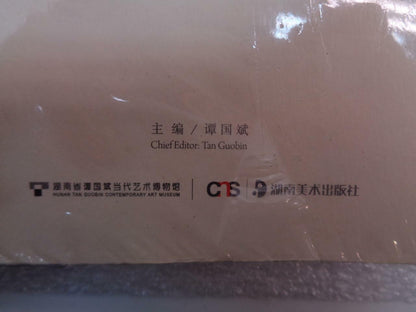 主 编 / 谭国斌
Chief Editor: Tan Guobin
湖南省谭国斌当代艺术博物馆 | CNS 湖南美术出版社
HUNAN TAN GUOBIN CONTEMPORARY ART MUSEUM